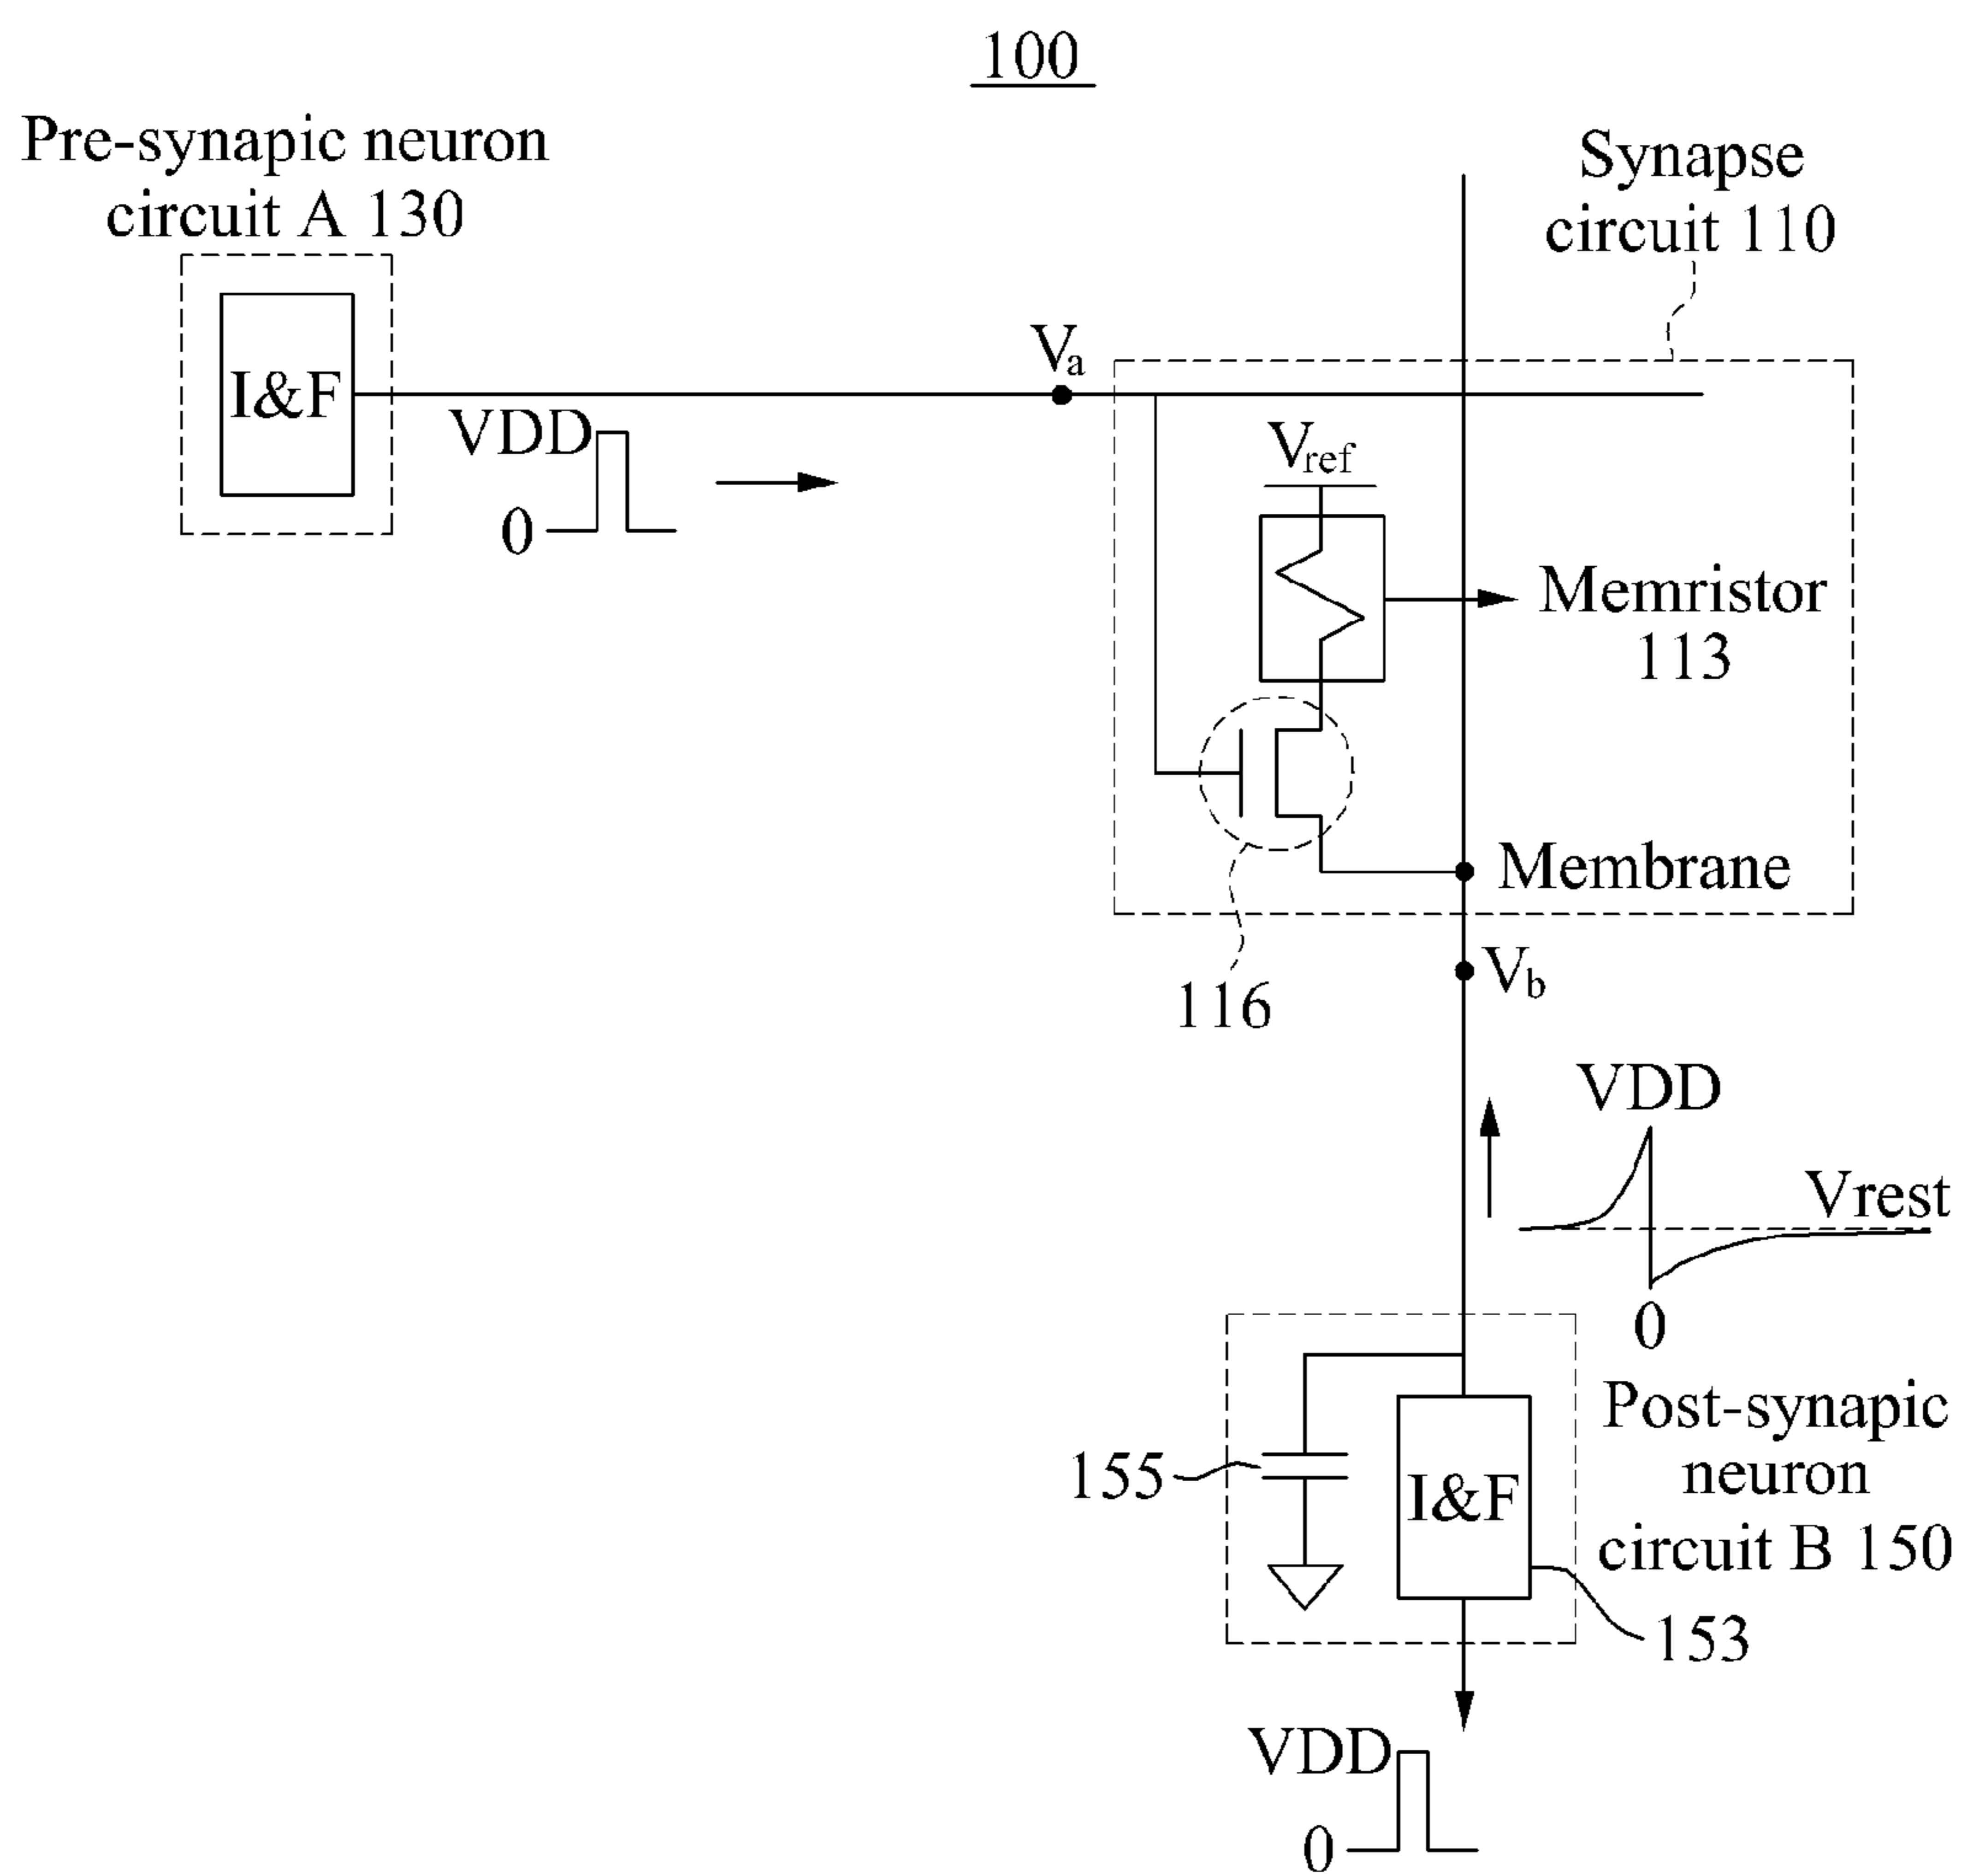 100
Pre-synapic neuron
circuit A 130
Synapse
circuit 110
I&F
VDD
0
Va
Vref
Memristor
113
Membrane
116
Vb
VDD
Vrest
0
155
I&F
Post-synapic
neuron
circuit B 150
153
VDD
0